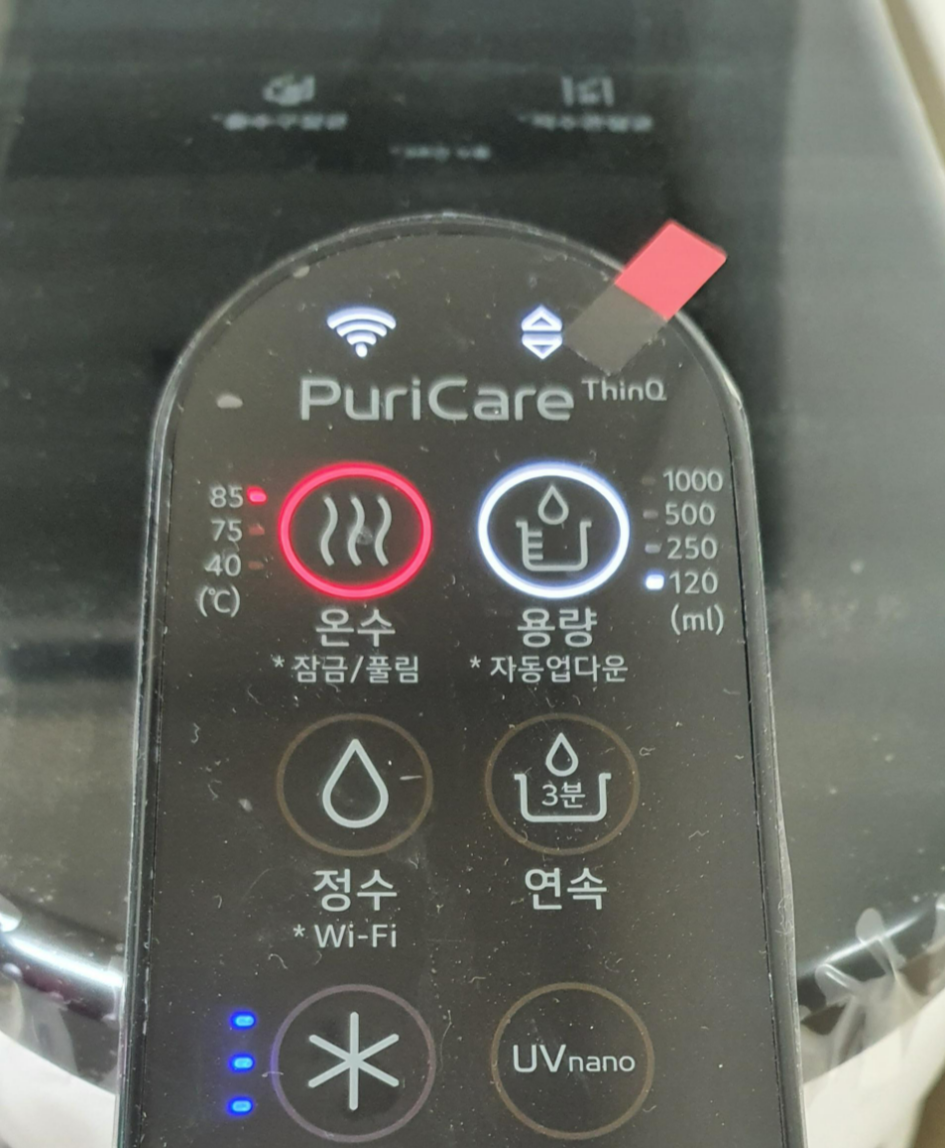 PuriCare ThinQ
85
75
40
(℃)
1000
500
250
120
(ml)
온수
* 잠금/풀림
용량
* 자동업다운
3분
정수
* Wi-Fi
연속
UVnano